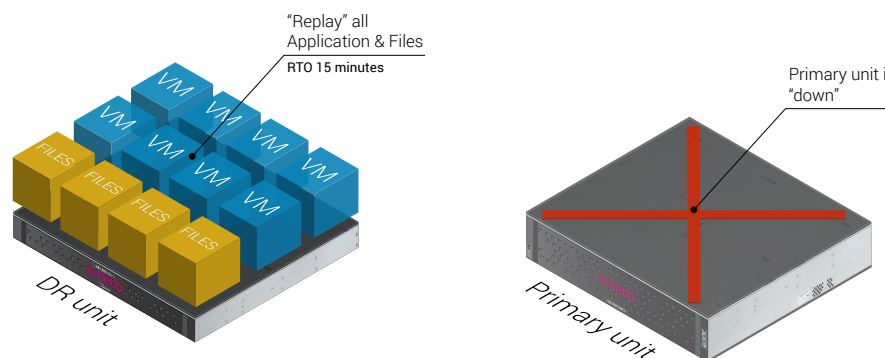 "Replay" all
Application & Files
RTO 15 minutes
VM
VM
VM
VM
VM
VM
VM
VM
FILES
FILES
FILES
FILES
DR unit
Primary unit i
"down"
Primary unit